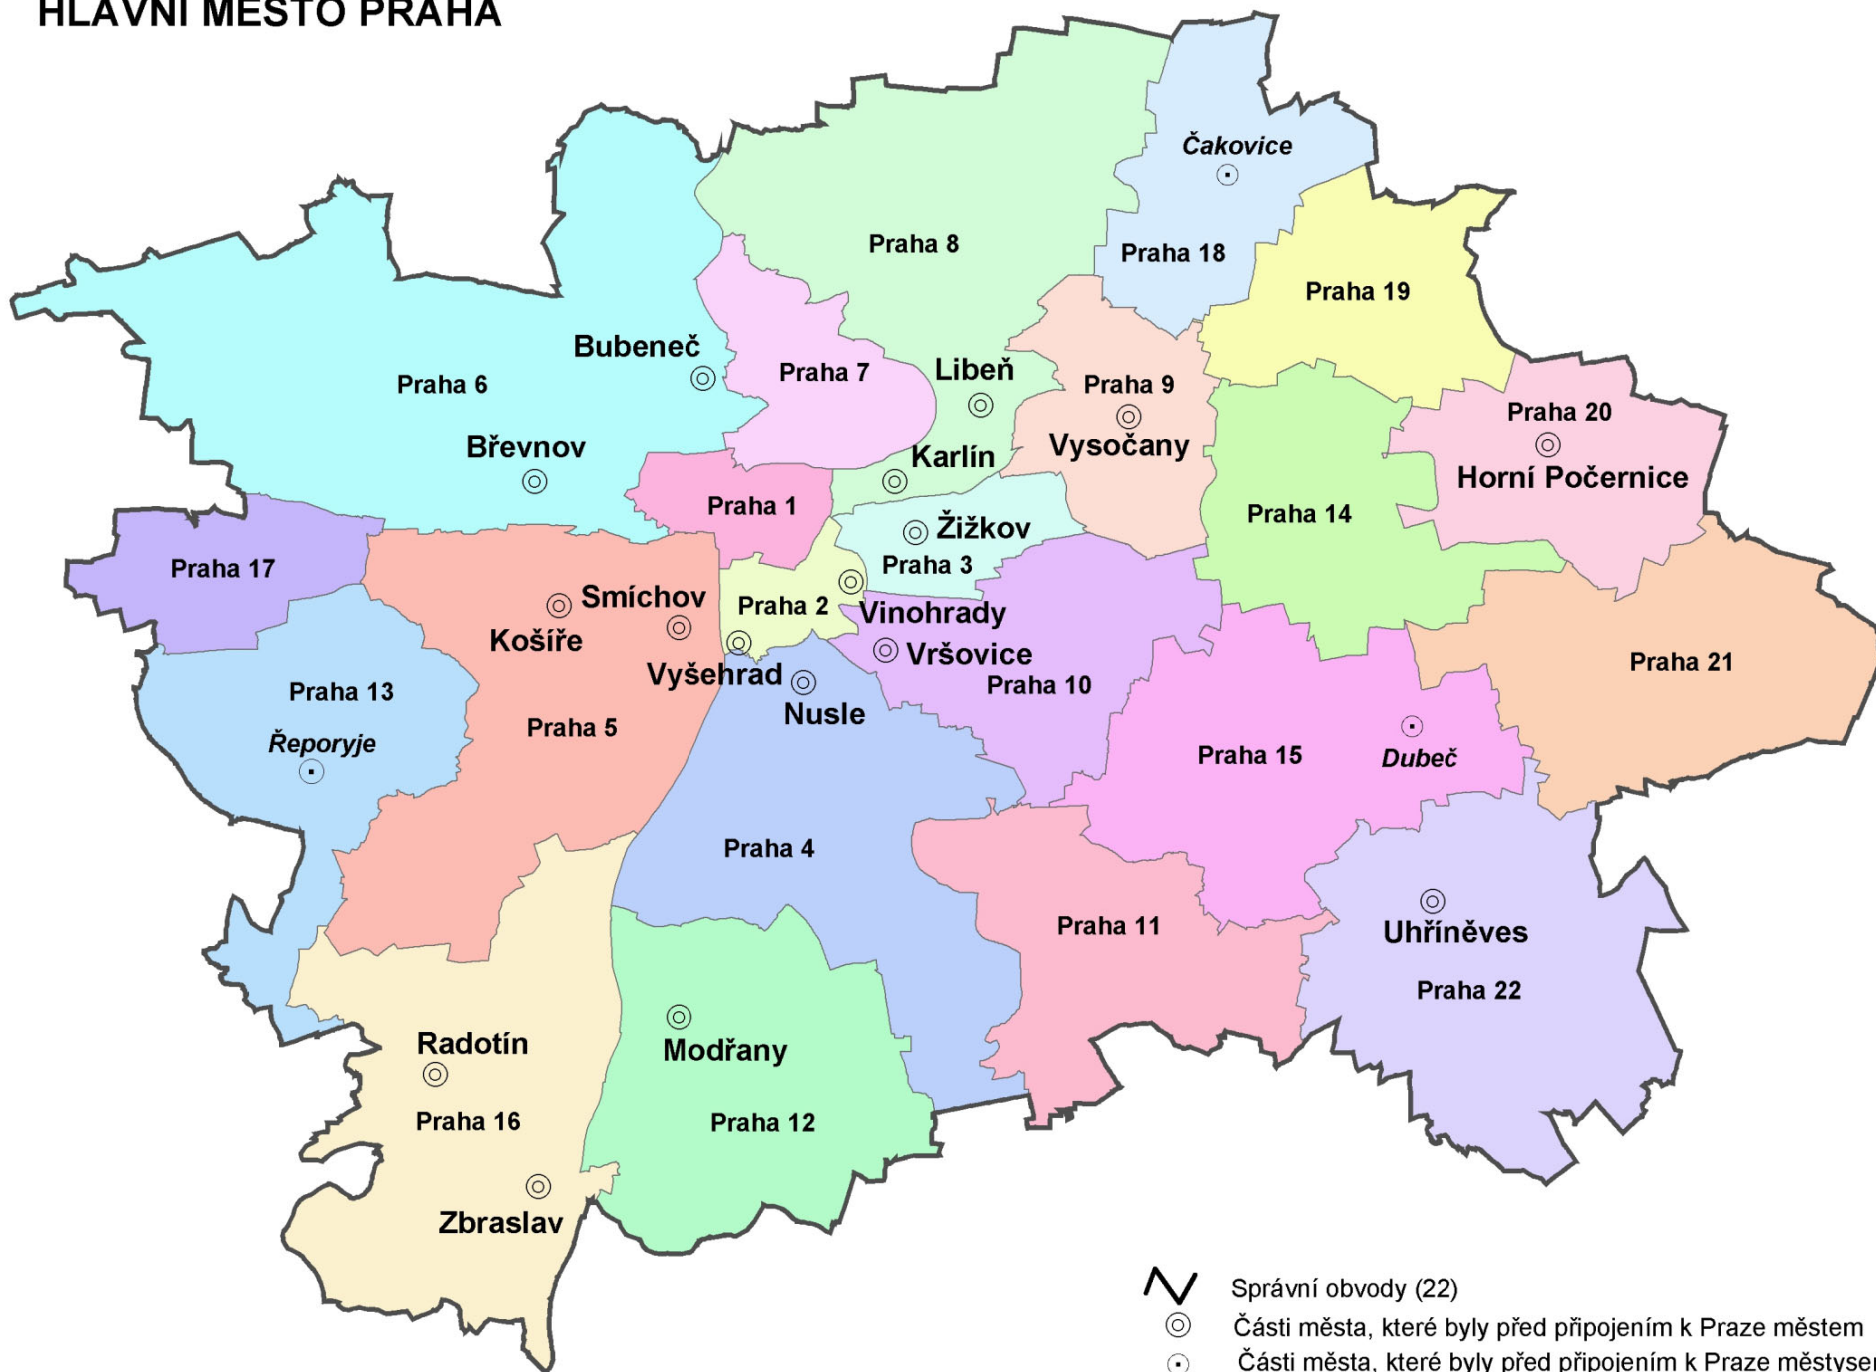 HLAVNÍ MĚSTO PRAHA
Čakovice
Praha 8
Praha 18
Praha 19
Bubeneč
Praha 6
Praha 7
Libeň
Praha 9
Vysočany
Praha 20
Horní Počernice
Břevnov
Karlín
Praha 1
Praha 14
Žižkov
Praha 3
Praha 17
Smíchov
Košíře
Praha 2
Vinohrady
Vršovice
Praha 10
Vyšehrad
Nusle
Praha 21
Praha 13
Řeporyje
Praha 5
Praha 15
Dubeč
Praha 4
Praha 11
Uhříněves
Praha 22
Radotín
Praha 16
Modřany
Praha 12
Zbraslav
Správní obvody (22)
Části města, které byly před připojením k Praze městem
Části města, které byly před připojením k Praze městyse